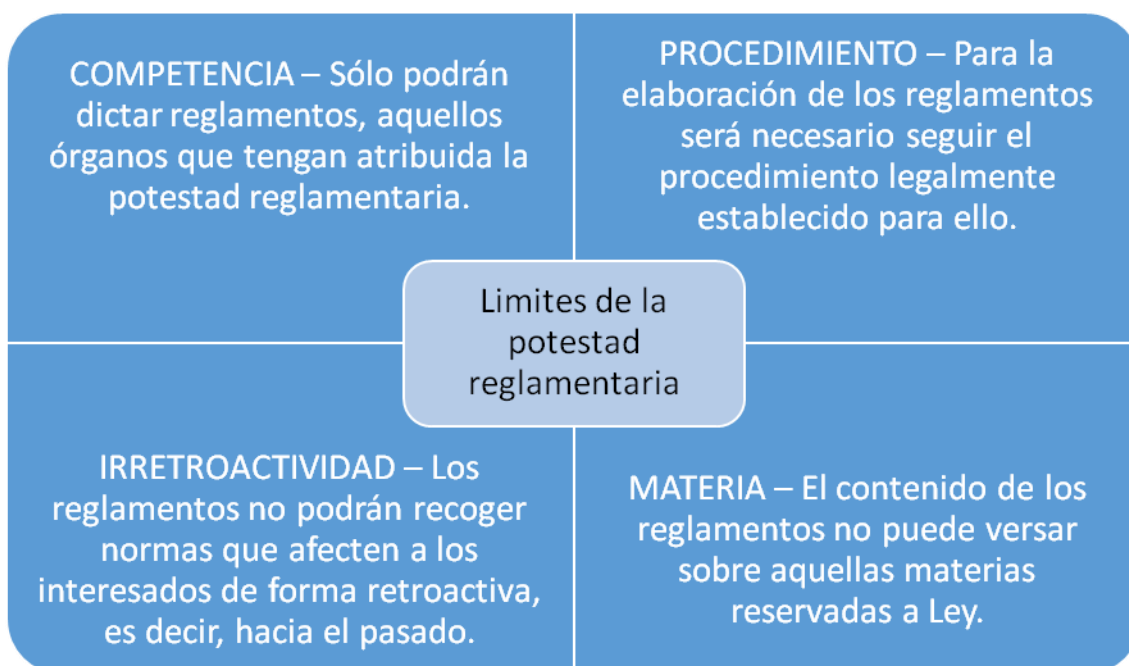 COMPETENCIA – Sólo podrán
dictar reglamentos, aquellos
órganos que tengan atribuida la
potestad reglamentaria.
PROCEDIMIENTO – Para la
elaboración de los reglamentos
será necesario seguir el
procedimiento legalmente
establecido para ello.
Limites de la
potestad
reglamentaria
IRRETROACTIVIDAD – Los
reglamentos no podrán recoger
normas que afecten a los
interesados de forma retroactiva,
es decir, hacia el pasado.
MATERIA – El contenido de los
reglamentos no puede versar
sobre aquellas materias
reservadas a Ley.